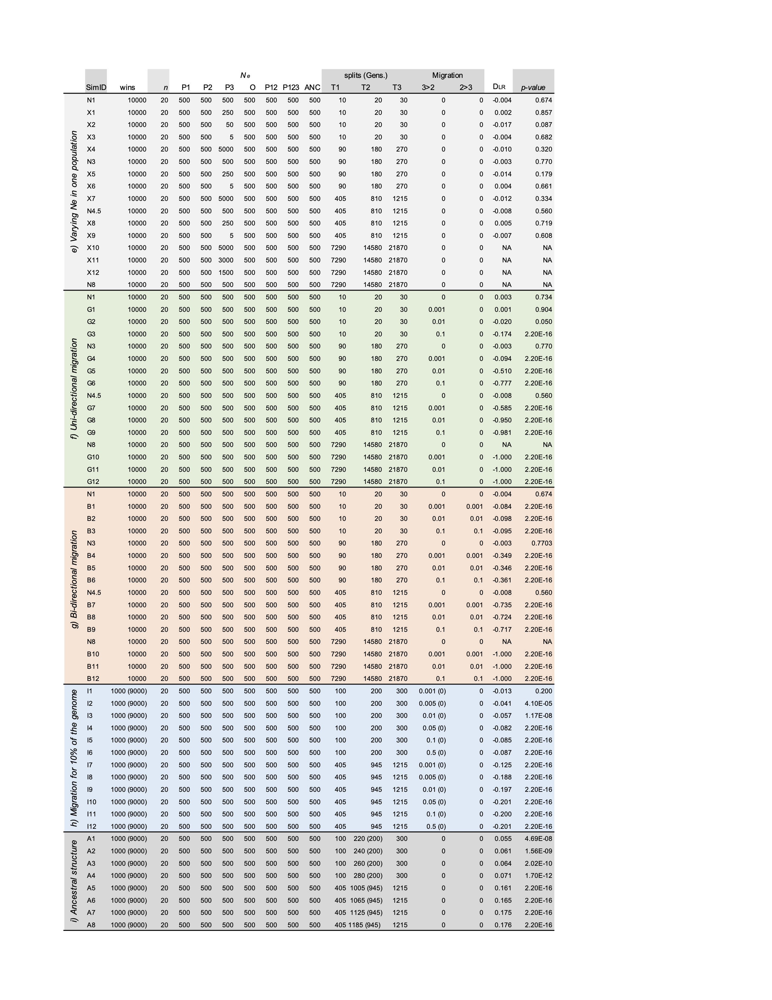 Ne splits (Gens.) Migration
SimID wins n P1 P2 P3 O P12 P123 ANC T1 T2 T3 3>2 2>3 DLR p-value
e) Varying Ne in one population
N1 10000 20 500 500 500 500 500 500 500 10 20 30 0 0 -0.004 0.674
X1 10000 20 500 500 250 500 500 500 500 10 20 30 0 0 0.002 0.857
X2 10000 20 500 500 50 500 500 500 500 10 20 30 0 0 -0.017 0.087
X3 10000 20 500 500 5 500 500 500 500 10 20 30 0 0 -0.004 0.682
X4 10000 20 500 500 5000 500 500 500 500 90 180 270 0 0 -0.010 0.320
N3 10000 20 500 500 500 500 500 500 500 90 180 270 0 0 -0.003 0.770
X5 10000 20 500 500 250 500 500 500 500 90 180 270 0 0 -0.014 0.179
X6 10000 20 500 500 5 500 500 500 500 90 180 270 0 0 0.004 0.661
X7 10000 20 500 500 5000 500 500 500 500 405 810 1215 0 0 -0.012 0.334
N4.5 10000 20 500 500 500 500 500 500 500 405 810 1215 0 0 -0.008 0.560
X8 10000 20 500 500 250 500 500 500 500 405 810 1215 0 0 0.005 0.719
X9 10000 20 500 500 5 500 500 500 500 405 810 1215 0 0 -0.007 0.608
X10 10000 20 500 500 5000 500 500 500 500 7290 14580 21870 0 0 NA NA
X11 10000 20 500 500 3000 500 500 500 500 7290 14580 21870 0 0 NA NA
X12 10000 20 500 500 1500 500 500 500 500 7290 14580 21870 0 0 NA NA
N8 10000 20 500 500 500 500 500 500 500 7290 14580 21870 0 0 NA NA
f) Uni-directional migration
N1 10000 20 500 500 500 500 500 500 500 10 20 30 0 0 0.003 0.734
G1 10000 20 500 500 500 500 500 500 500 10 20 30 0.001 0 0.001 0.904
G2 10000 20 500 500 500 500 500 500 500 10 20 30 0.01 0 -0.020 0.050
G3 10000 20 500 500 500 500 500 500 500 10 20 30 0.1 0 -0.174 2.20E-16
N3 10000 20 500 500 500 500 500 500 500 90 180 270 0 0 -0.003 0.770
G4 10000 20 500 500 500 500 500 500 500 90 180 270 0.001 0 -0.094 2.20E-16
G5 10000 20 500 500 500 500 500 500 500 90 180 270 0.01 0 -0.510 2.20E-16
G6 10000 20 500 500 500 500 500 500 500 90 180 270 0.1 0 -0.777 2.20E-16
N4.5 10000 20 500 500 500 500 500 500 500 405 810 1215 0 0 -0.008 0.560
G7 10000 20 500 500 500 500 500 500 500 405 810 1215 0.001 0 -0.585 2.20E-16
G8 10000 20 500 500 500 500 500 500 500 405 810 1215 0.01 0 -0.950 2.20E-16
G9 10000 20 500 500 500 500 500 500 500 405 810 1215 0.1 0 -0.981 2.20E-16
N8 10000 20 500 500 500 500 500 500 500 7290 14580 21870 0 0 NA NA
G10 10000 20 500 500 500 500 500 500 500 7290 14580 21870 0.001 0 -1.000 2.20E-16
G11 10000 20 500 500 500 500 500 500 500 7290 14580 21870 0.01 0 -1.000 2.20E-16
G12 10000 20 500 500 500 500 500 500 500 7290 14580 21870 0.1 0 -1.000 2.20E-16
g) Bi-directional migration
N1 10000 20 500 500 500 500 500 500 500 10 20 30 0 0 -0.004 0.674
B1 10000 20 500 500 500 500 500 500 500 10 20 30 0.001 0.001 -0.084 2.20E-16
B2 10000 20 500 500 500 500 500 500 500 10 20 30 0.01 0.01 -0.098 2.20E-16
B3 10000 20 500 500 500 500 500 500 500 10 20 30 0.1 0.1 -0.095 2.20E-16
N3 10000 20 500 500 500 500 500 500 500 90 180 270 0 0 -0.003 0.7703
B4 10000 20 500 500 500 500 500 500 500 90 180 270 0.001 0.001 -0.349 2.20E-16
B5 10000 20 500 500 500 500 500 500 500 90 180 270 0.01 0.01 -0.346 2.20E-16
B6 10000 20 500 500 500 500 500 500 500 90 180 270 0.1 0.1 -0.361 2.20E-16
N4.5 10000 20 500 500 500 500 500 500 500 405 810 1215 0 0 -0.008 0.560
B7 10000 20 500 500 500 500 500 500 500 405 810 1215 0.001 0.001 -0.735 2.20E-16
B8 10000 20 500 500 500 500 500 500 500 405 810 1215 0.01 0.01 -0.724 2.20E-16
B9 10000 20 500 500 500 500 500 500 500 405 810 1215 0.1 0.1 -0.717 2.20E-16
N8 10000 20 500 500 500 500 500 500 500 7290 14580 21870 0 0 NA NA
B10 10000 20 500 500 500 500 500 500 500 7290 14580 21870 0.001 0.001 -1.000 2.20E-16
B11 10000 20 500 500 500 500 500 500 500 7290 14580 21870 0.01 0.01 -1.000 2.20E-16
B12 10000 20 500 500 500 500 500 500 500 7290 14580 21870 0.1 0.1 -1.000 2.20E-16
h) Migration for 10% of the genome
I1 1000 (9000) 20 500 500 500 500 500 500 500 100 200 300 0.001 (0) 0 -0.013 0.200
I2 1000 (9000) 20 500 500 500 500 500 500 500 100 200 300 0.005 (0) 0 -0.041 4.10E-05
I3 1000 (9000) 20 500 500 500 500 500 500 500 100 200 300 0.01 (0) 0 -0.057 1.17E-08
I4 1000 (9000) 20 500 500 500 500 500 500 500 100 200 300 0.05 (0) 0 -0.082 2.20E-16
I5 1000 (9000) 20 500 500 500 500 500 500 500 100 200 300 0.1 (0) 0 -0.085 2.20E-16
I6 1000 (9000) 20 500 500 500 500 500 500 500 100 200 300 0.5 (0) 0 -0.087 2.20E-16
I7 1000 (9000) 20 500 500 500 500 500 500 500 405 945 1215 0.001 (0) 0 -0.125 2.20E-16
I8 1000 (9000) 20 500 500 500 500 500 500 500 405 945 1215 0.005 (0) 0 -0.188 2.20E-16
I9 1000 (9000) 20 500 500 500 500 500 500 500 405 945 1215 0.01 (0) 0 -0.197 2.20E-16
I10 1000 (9000) 20 500 500 500 500 500 500 500 405 945 1215 0.05 (0) 0 -0.201 2.20E-16
I11 1000 (9000) 20 500 500 500 500 500 500 500 405 945 1215 0.1 (0) 0 -0.200 2.20E-16
I12 1000 (9000) 20 500 500 500 500 500 500 500 405 945 1215 0.5 (0) 0 -0.201 2.20E-16
i) Ancestral structure
A1 1000 (9000) 20 500 500 500 500 500 500 500 100 220 (200) 300 0 0 0.055 4.69E-08
A2 1000 (9000) 20 500 500 500 500 500 500 500 100 240 (200) 300 0 0 0.061 1.56E-09
A3 1000 (9000) 20 500 500 500 500 500 500 500 100 260 (200) 300 0 0 0.064 2.02E-10
A4 1000 (9000) 20 500 500 500 500 500 500 500 100 280 (200) 300 0 0 0.071 1.70E-12
A5 1000 (9000) 20 500 500 500 500 500 500 500 405 1005 (945) 1215 0 0 0.161 2.20E-16
A6 1000 (9000) 20 500 500 500 500 500 500 500 405 1065 (945) 1215 0 0 0.165 2.20E-16
A7 1000 (9000) 20 500 500 500 500 500 500 500 405 1125 (945) 1215 0 0 0.175 2.20E-16
A8 1000 (9000) 20 500 500 500 500 500 500 500 405 1185 (945) 1215 0 0 0.176 2.20E-16